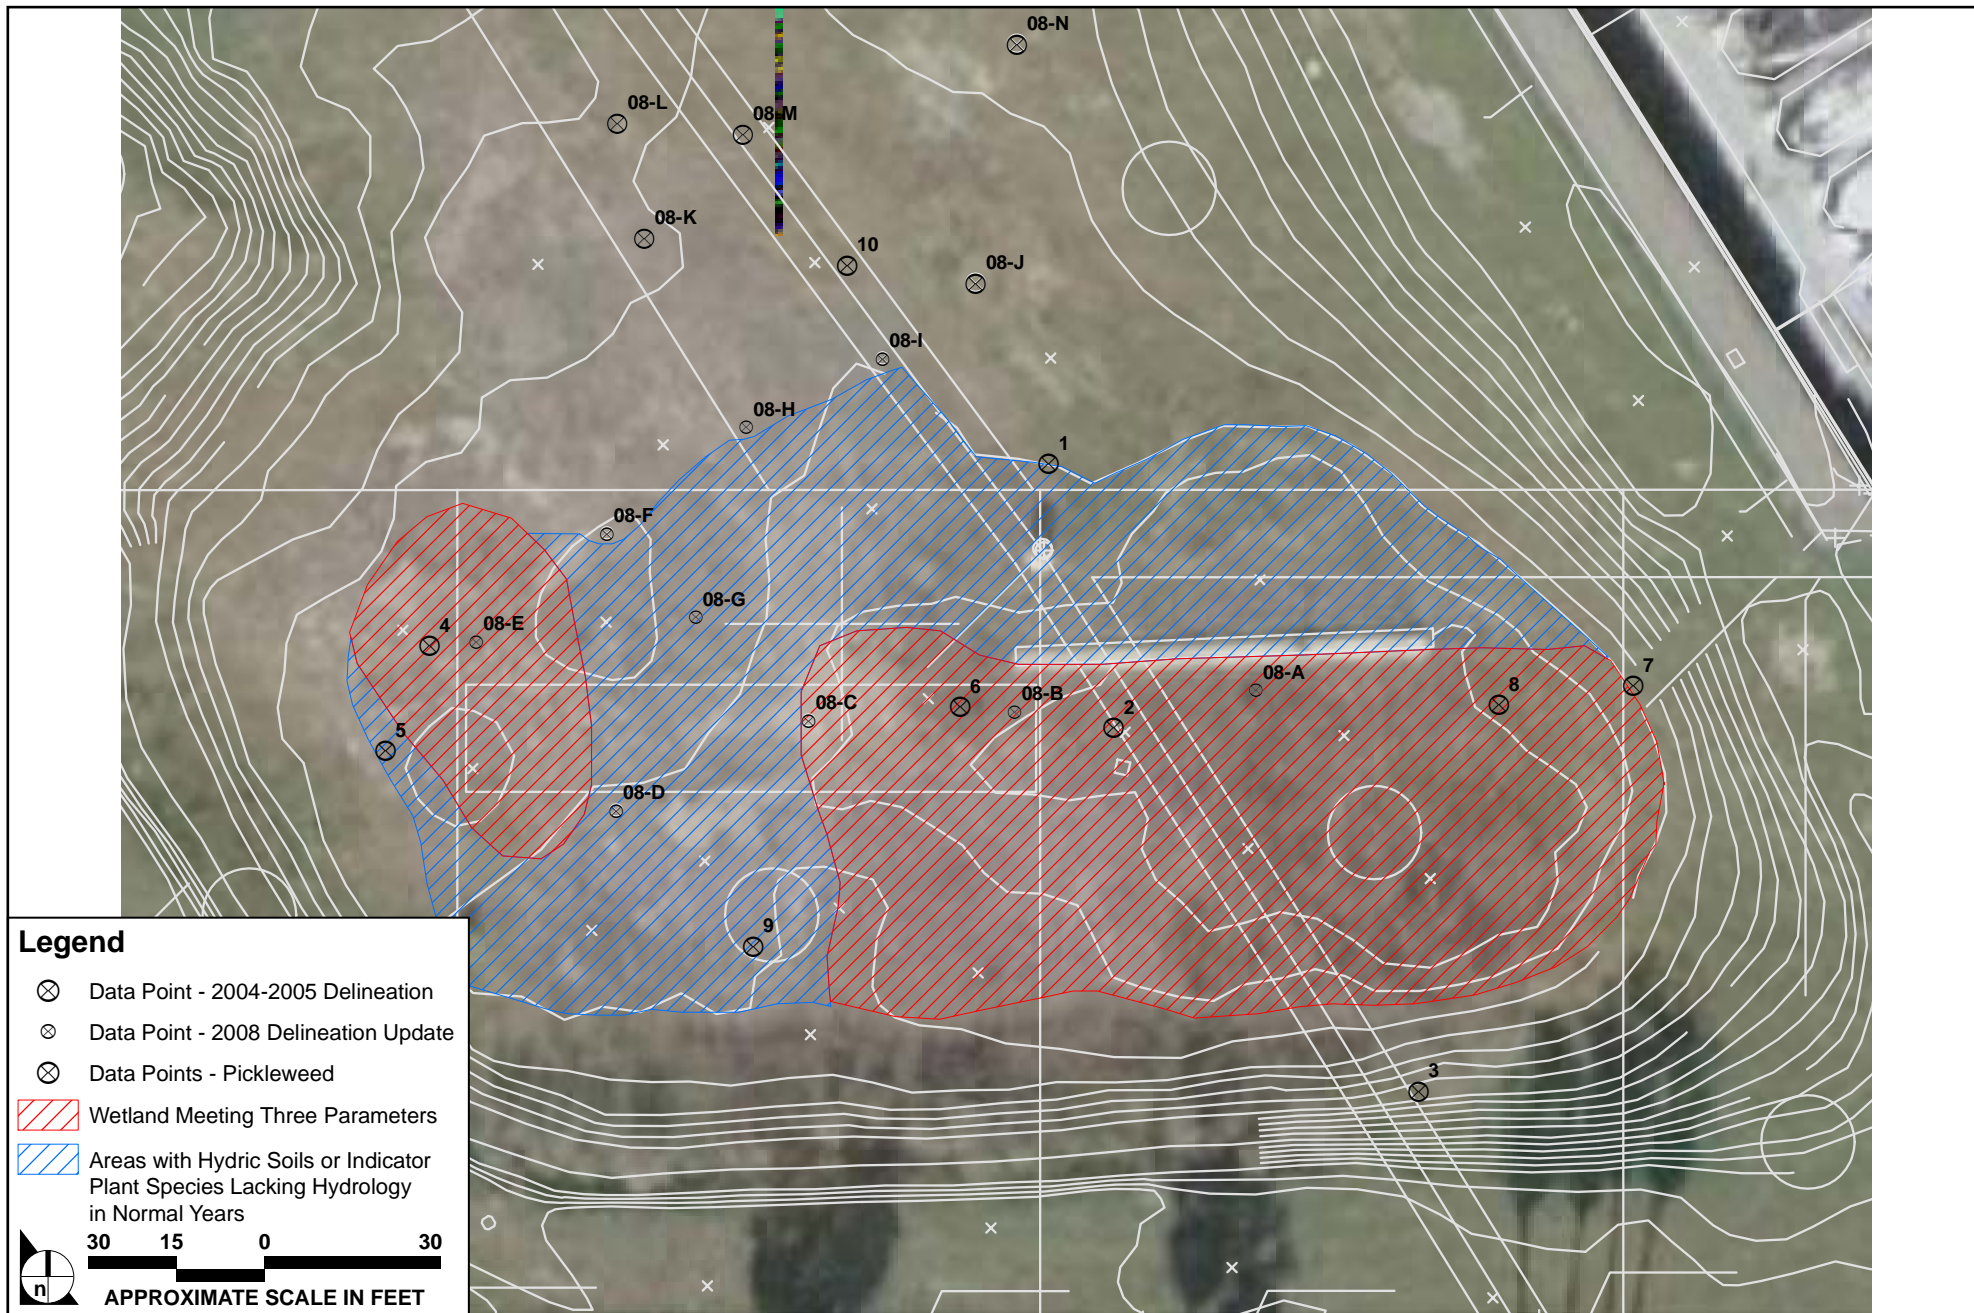 08-N
08-L
08-M
08-K
10
08-J
08-I
08-H
1
08-F
08-G
4
08-E
7
08-A
6
08-B
8
08-C
2
5
08-D
9
3
Legend
Data Point - 2004-2005 Delineation
Data Point - 2008 Delineation Update
Data Points - Pickleweed
Wetland Meeting Three Parameters
Areas with Hydric Soils or Indicator
Plant Species Lacking Hydrology
in Normal Years
30 15 0 30
n
APPROXIMATE SCALE IN FEET